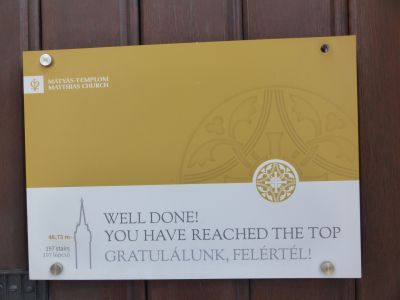 MÁTYÁS-TEMPLOM
MATTHIAS CHURCH
WELL DONE!
YOU HAVE REACHED THE TOP
GRATULÁLUNK, FELÉRTÉL!
46,73 m
197 stairs
197 lépcső